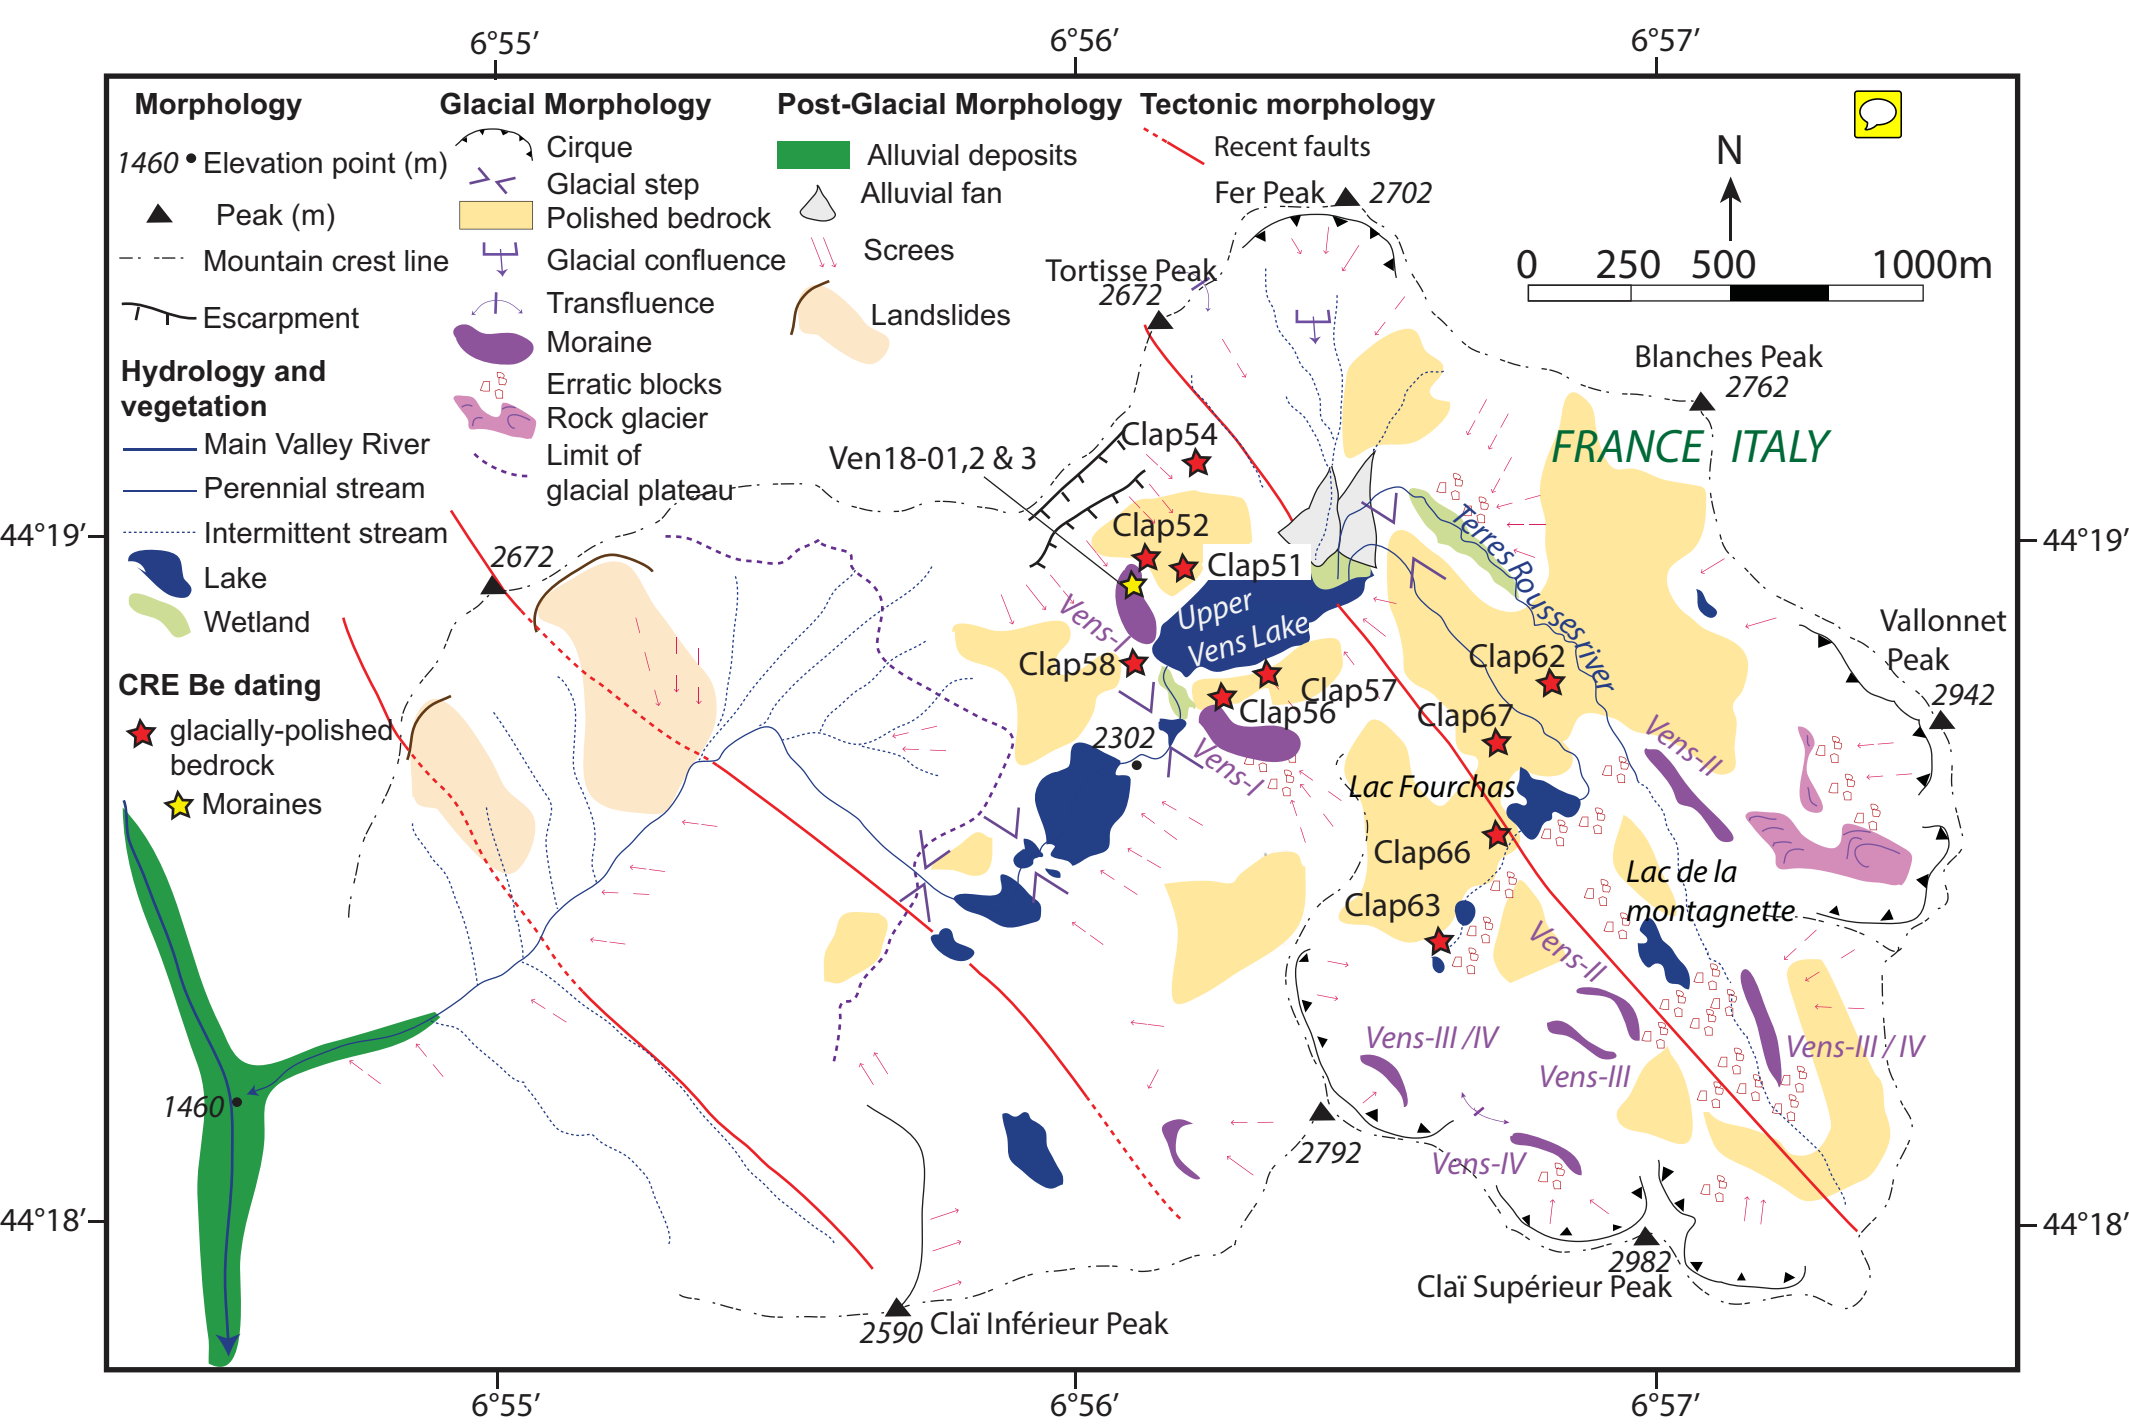 6°55′
6°56′
6°57′
Morphology
1460
Elevation point (m)
Peak (m)
Mountain crest line
Escarpment
Hydrology and
vegetation
Main Valley River
Perennial stream
Intermittent stream
Lake
Wetland
CRE Be dating
glacially-polished
bedrock
Moraines
Glacial Morphology
Cirque
Glacial step
Polished bedrock
Glacial confluence
Transfluence
Moraine
Erratic blocks
Rock glacier
Limit of
glacial plateau
Post-Glacial Morphology
Alluvial deposits
Alluvial fan
Screes
Landslides
Tectonic morphology
Recent faults
N
0 250 500 1000m
Fer Peak 2702
Tortisse Peak
2672
Blanches Peak
2762
FRANCE ITALY
Clap54
Ven18-01,2 & 3
Clap52
Clap51
44°19′
44°19′
2672
Terres Rousses river
Upper
Vens Lake
Vens-I
Clap58
Clap62
Vallonnet
Peak
2942
Clap57
Clap56
Clap67
2302
Vens-I
Vens-II
Lac Fourchas
Clap66
Lac de la
montagnette
Clap63
Vens-II
Vens-III /IV
Vens-III / IV
Vens-III
1460
2792
Vens-IV
44°18′
44°18′
2982
Claï Supérieur Peak
2590
Claï Inférieur Peak
6°55′
6°56′
6°57′